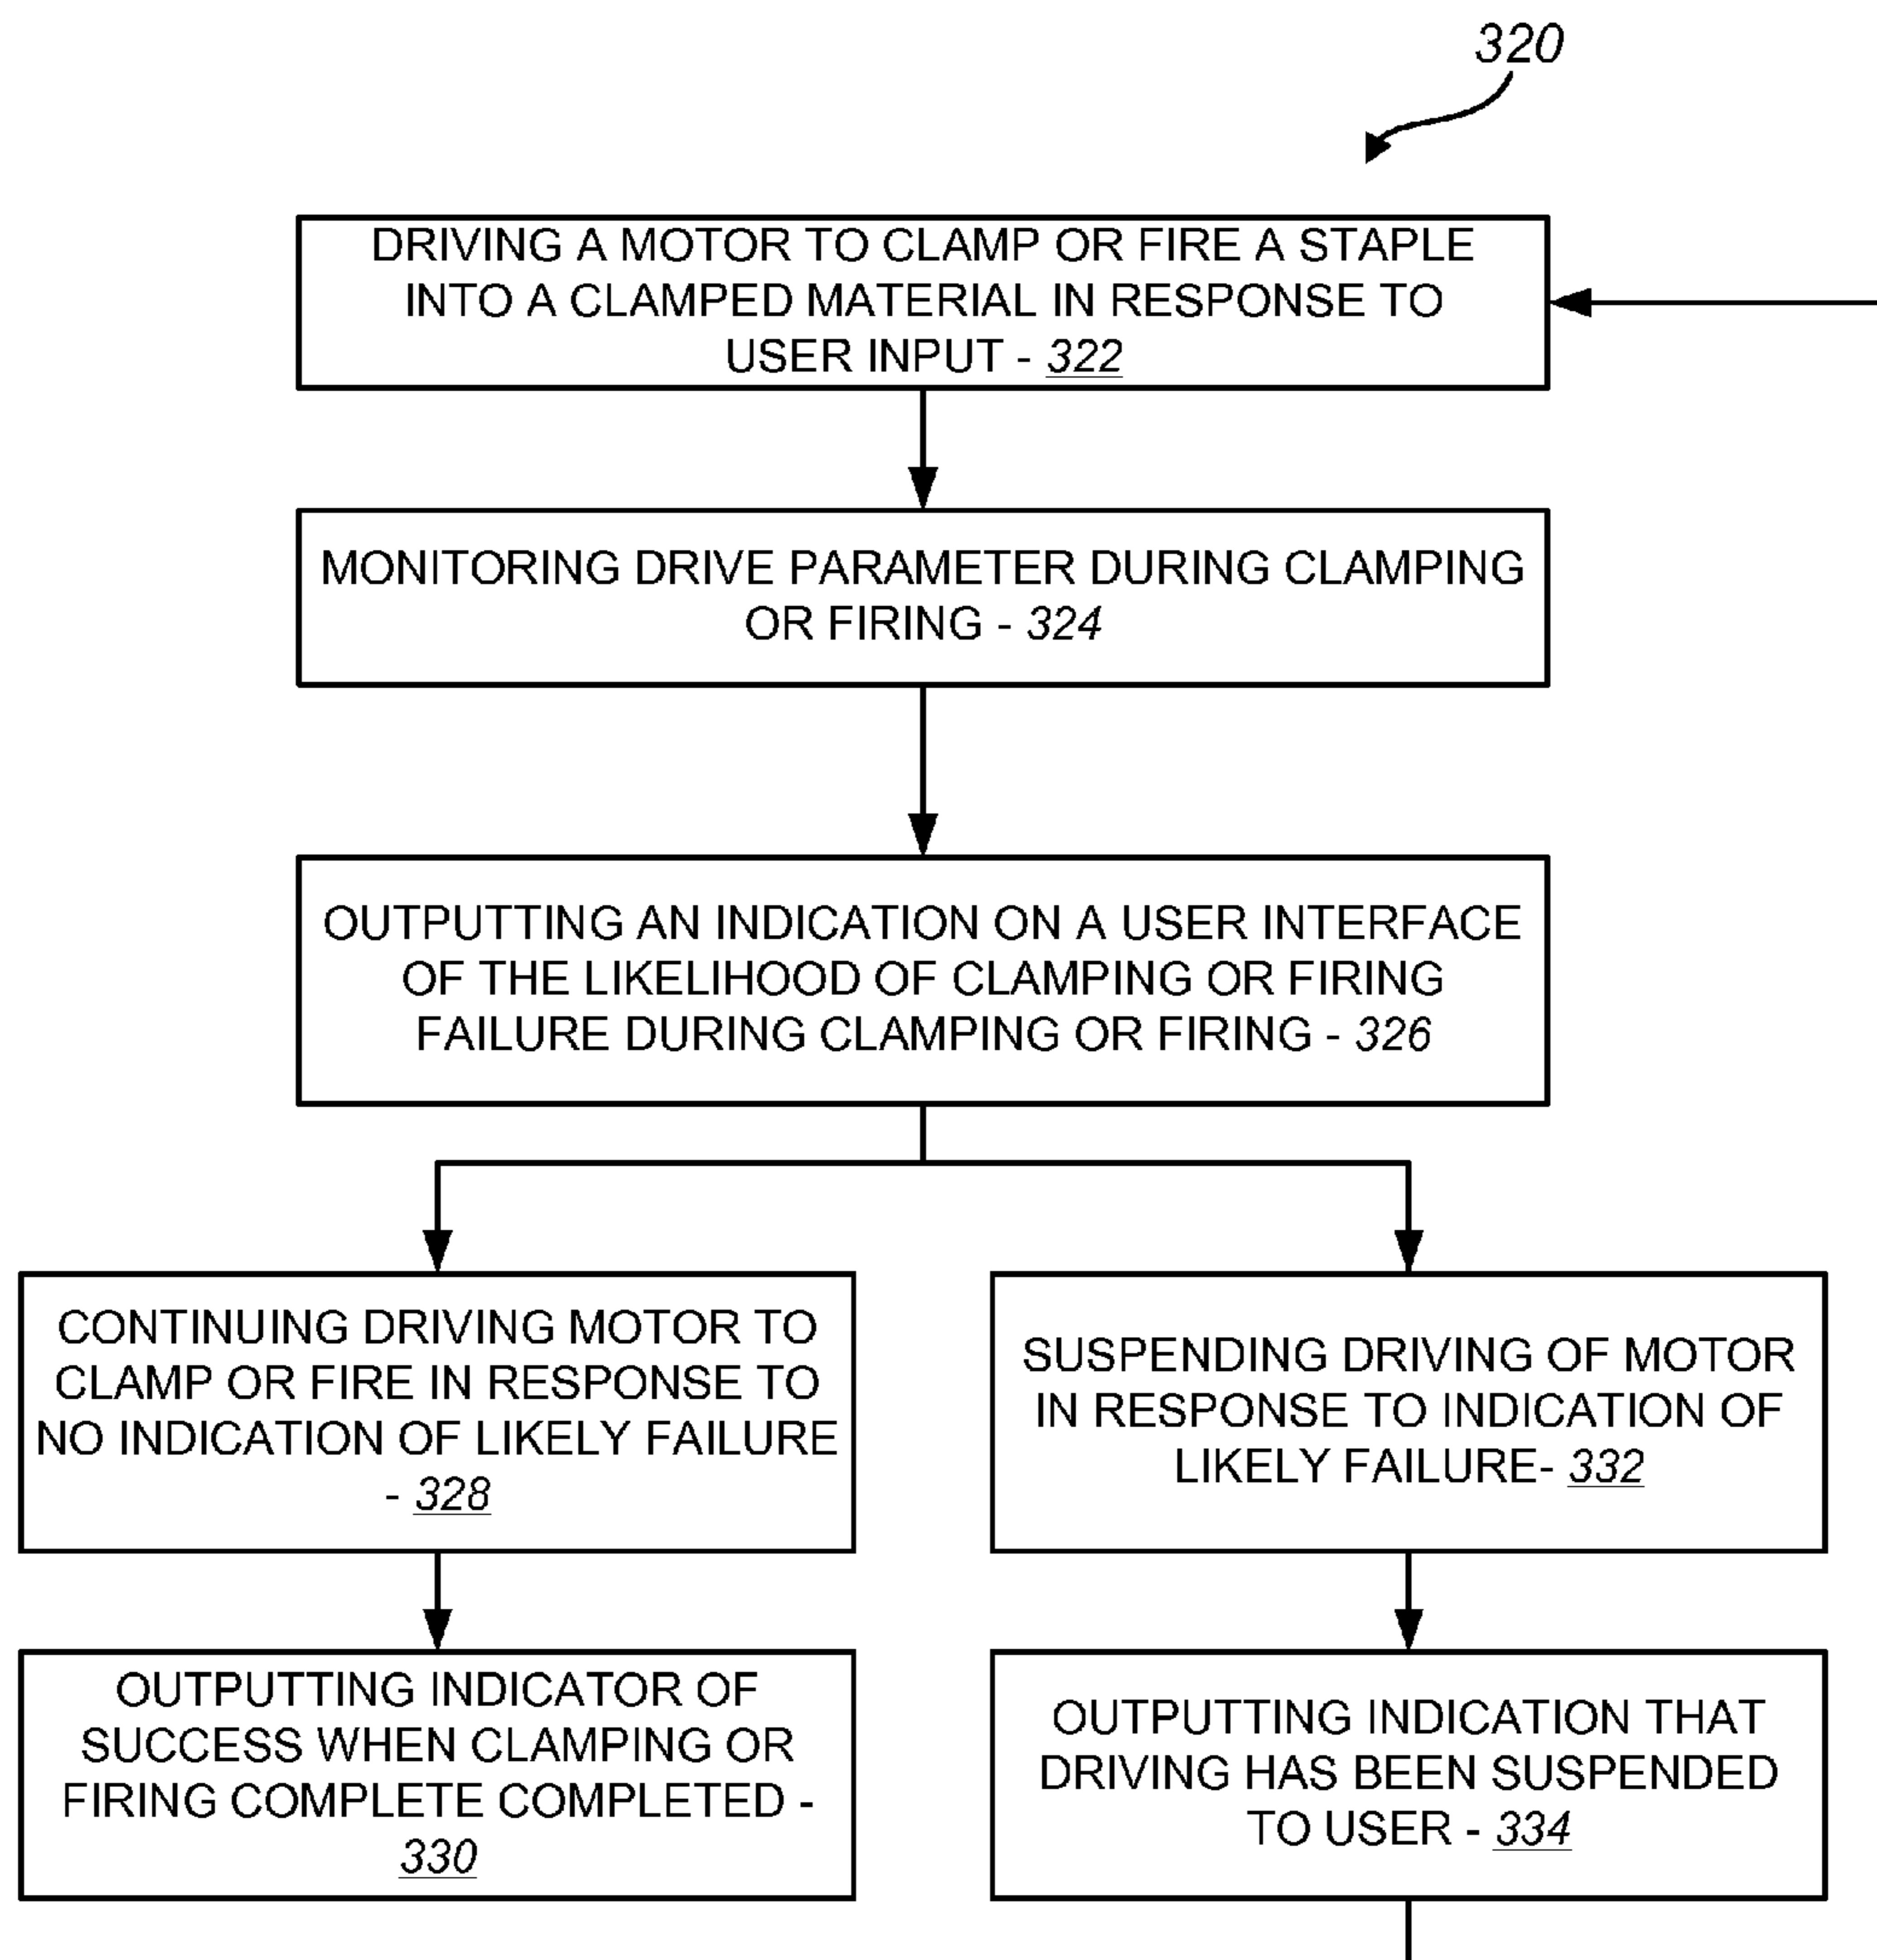 320
DRIVING A MOTOR TO CLAMP OR FIRE A STAPLE
INTO A CLAMPED MATERIAL IN RESPONSE TO
USER INPUT - 322
MONITORING DRIVE PARAMETER DURING CLAMPING
OR FIRING - 324
OUTPUTTING AN INDICATION ON A USER INTERFACE
OF THE LIKELIHOOD OF CLAMPING OR FIRING
FAILURE DURING CLAMPING OR FIRING - 326
CONTINUING DRIVING MOTOR TO
CLAMP OR FIRE IN RESPONSE TO
NO INDICATION OF LIKELY FAILURE
- 328
SUSPENDING DRIVING OF MOTOR
IN RESPONSE TO INDICATION OF
LIKELY FAILURE- 332
OUTPUTTING INDICATOR OF
SUCCESS WHEN CLAMPING OR
FIRING COMPLETE COMPLETED -
330
OUTPUTTING INDICATION THAT
DRIVING HAS BEEN SUSPENDED
TO USER - 334